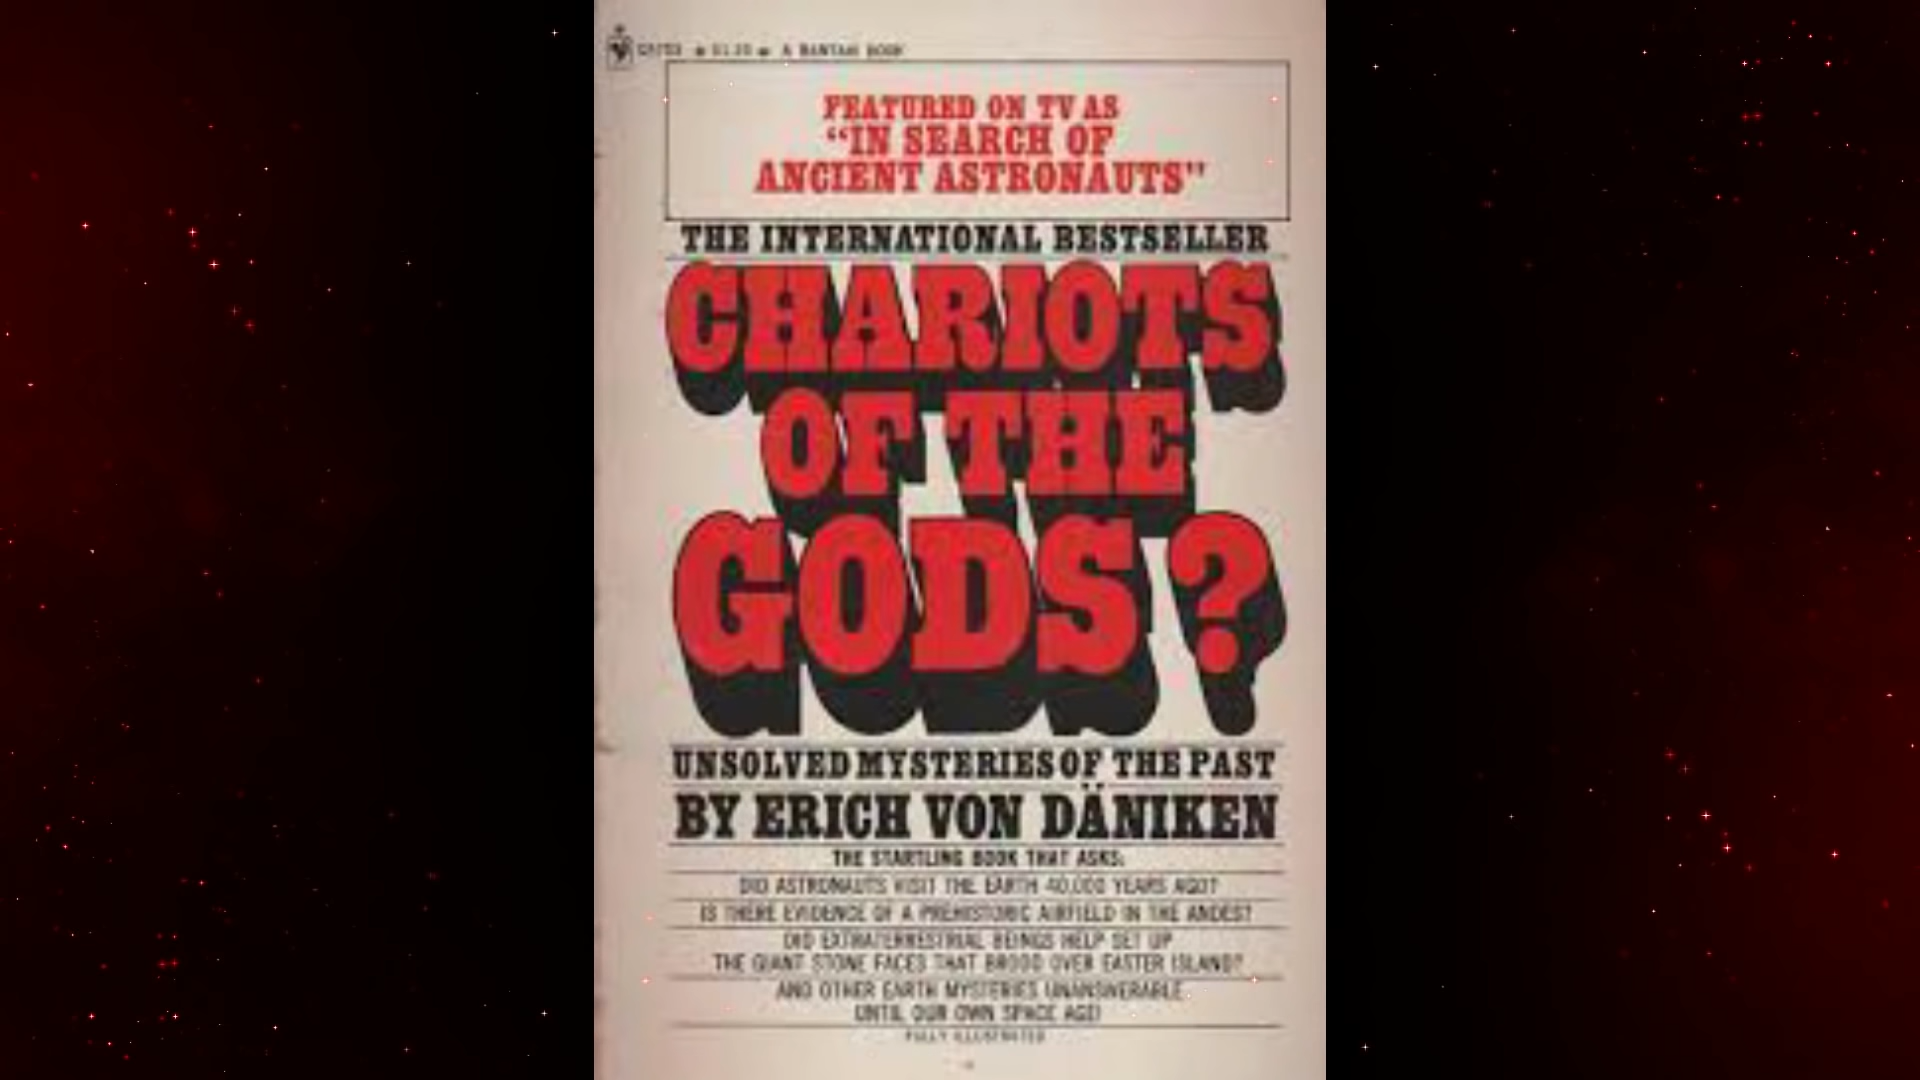 A BANTAM BOOK
FEATURED ON TV AS
“IN SEARCH OF
ANCIENT ASTRONAUTS”
THE INTERNATIONAL BESTSELLER
CHARIOTS
OF THE
GODS?
UNSOLVED MYSTERIES OF THE PAST
BY ERICH VON DÄNIKEN
THE STARTLING BOOK THAT ASKS:
DID ASTRONAUTS VISIT THE EARTH 40,000 YEARS AGO?
IS THERE EVIDENCE OF A PREHISTORIC AIRFIELD IN THE ANDES?
DID EXTRATERRESTRIAL BEINGS HELP SET UP
THE GIANT STONE FACES THAT BROOD OVER EASTER ISLAND?
AND OTHER EARTH MYSTERIES UNANSWERABLE
UNTIL OUR OWN SPACE AGE!
FULLY ILLUSTRATED